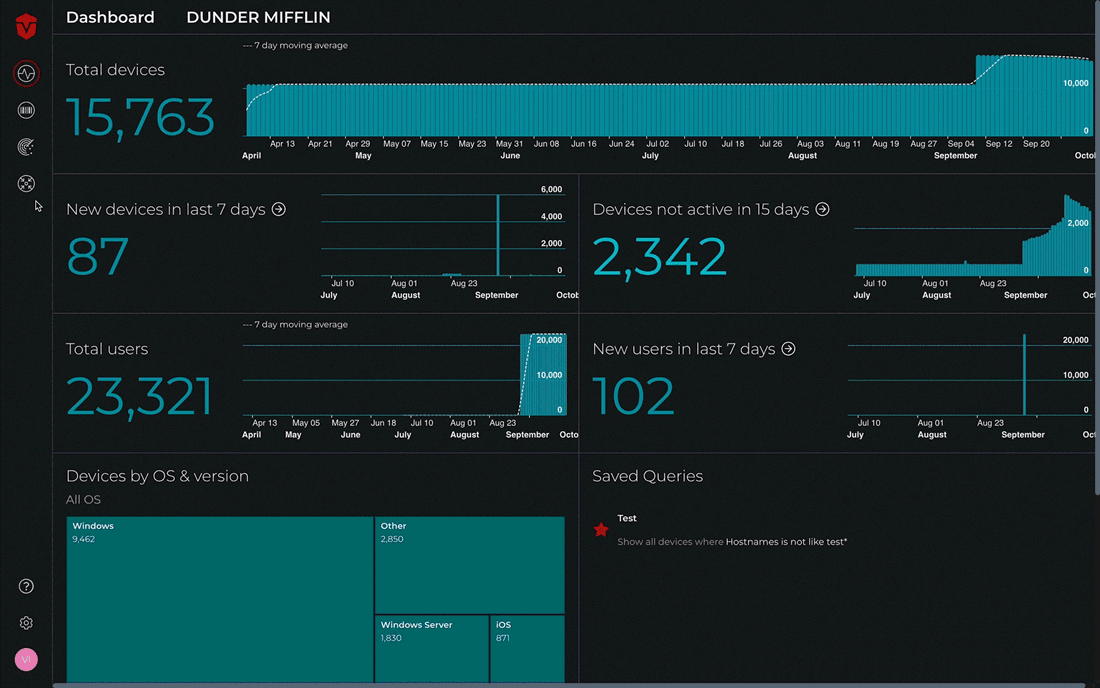 Dashboard DUNDER MIFFLIN
--- 7 day moving average
Total devices
15,763
10,000
0
Apr 13 Apr 21 Apr 29 May 07 May 15 May 23 May 31 Jun 08 Jun 16 Jun 24 Jul 02 Jul 10 Jul 18 Jul 26 Aug 03 Aug 11 Aug 19 Aug 27 Sep 04 Sep 12 Sep 20
April May June July August September Octo
New devices in last 7 days
87
6,000
4,000
2,000
0
Jul 10 Aug 01 Aug 23
July August September Octob
Devices not active in 15 days
2,342
2,000
0
Jul 10 Aug 01 Aug 23
July August September Oct
--- 7 day moving average
Total users
23,321
20,000
10,000
0
Apr 13 May 05 May 27 Jun 18 Jul 10 Aug 01 Aug 23
April May June July August September Octo
New users in last 7 days
102
20,000
10,000
0
Jul 10 Aug 01 Aug 23
July August September Oct
Devices by OS & version
All OS
Windows
9,462
Other
2,850
Windows Server
1,830
iOS
871
Saved Queries
Test
Show all devices where Hostnames is not like test*
?
VI